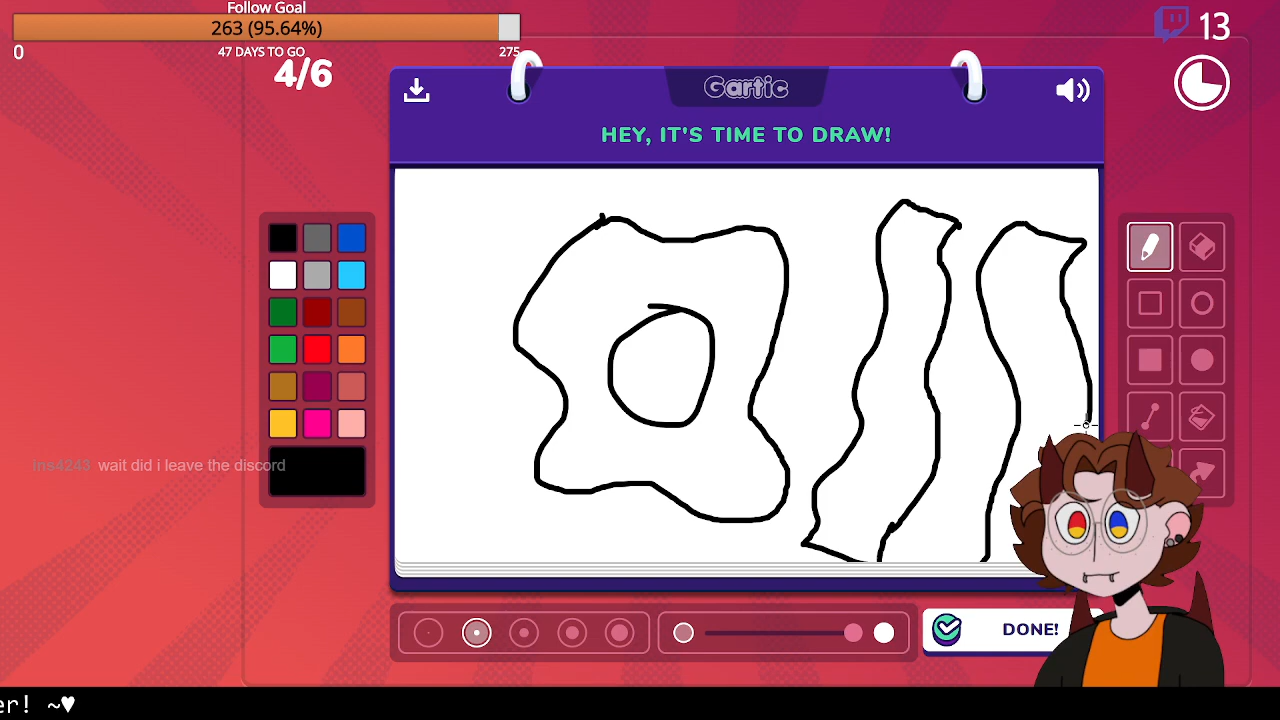 Follow Goal
263 (95.64%)
0
47 DAYS TO GO
275
4/6
13
Gartic
HEY, IT'S TIME TO DRAW!
Ins4243 wait did i leave the discord
DONE!
er! ~♥